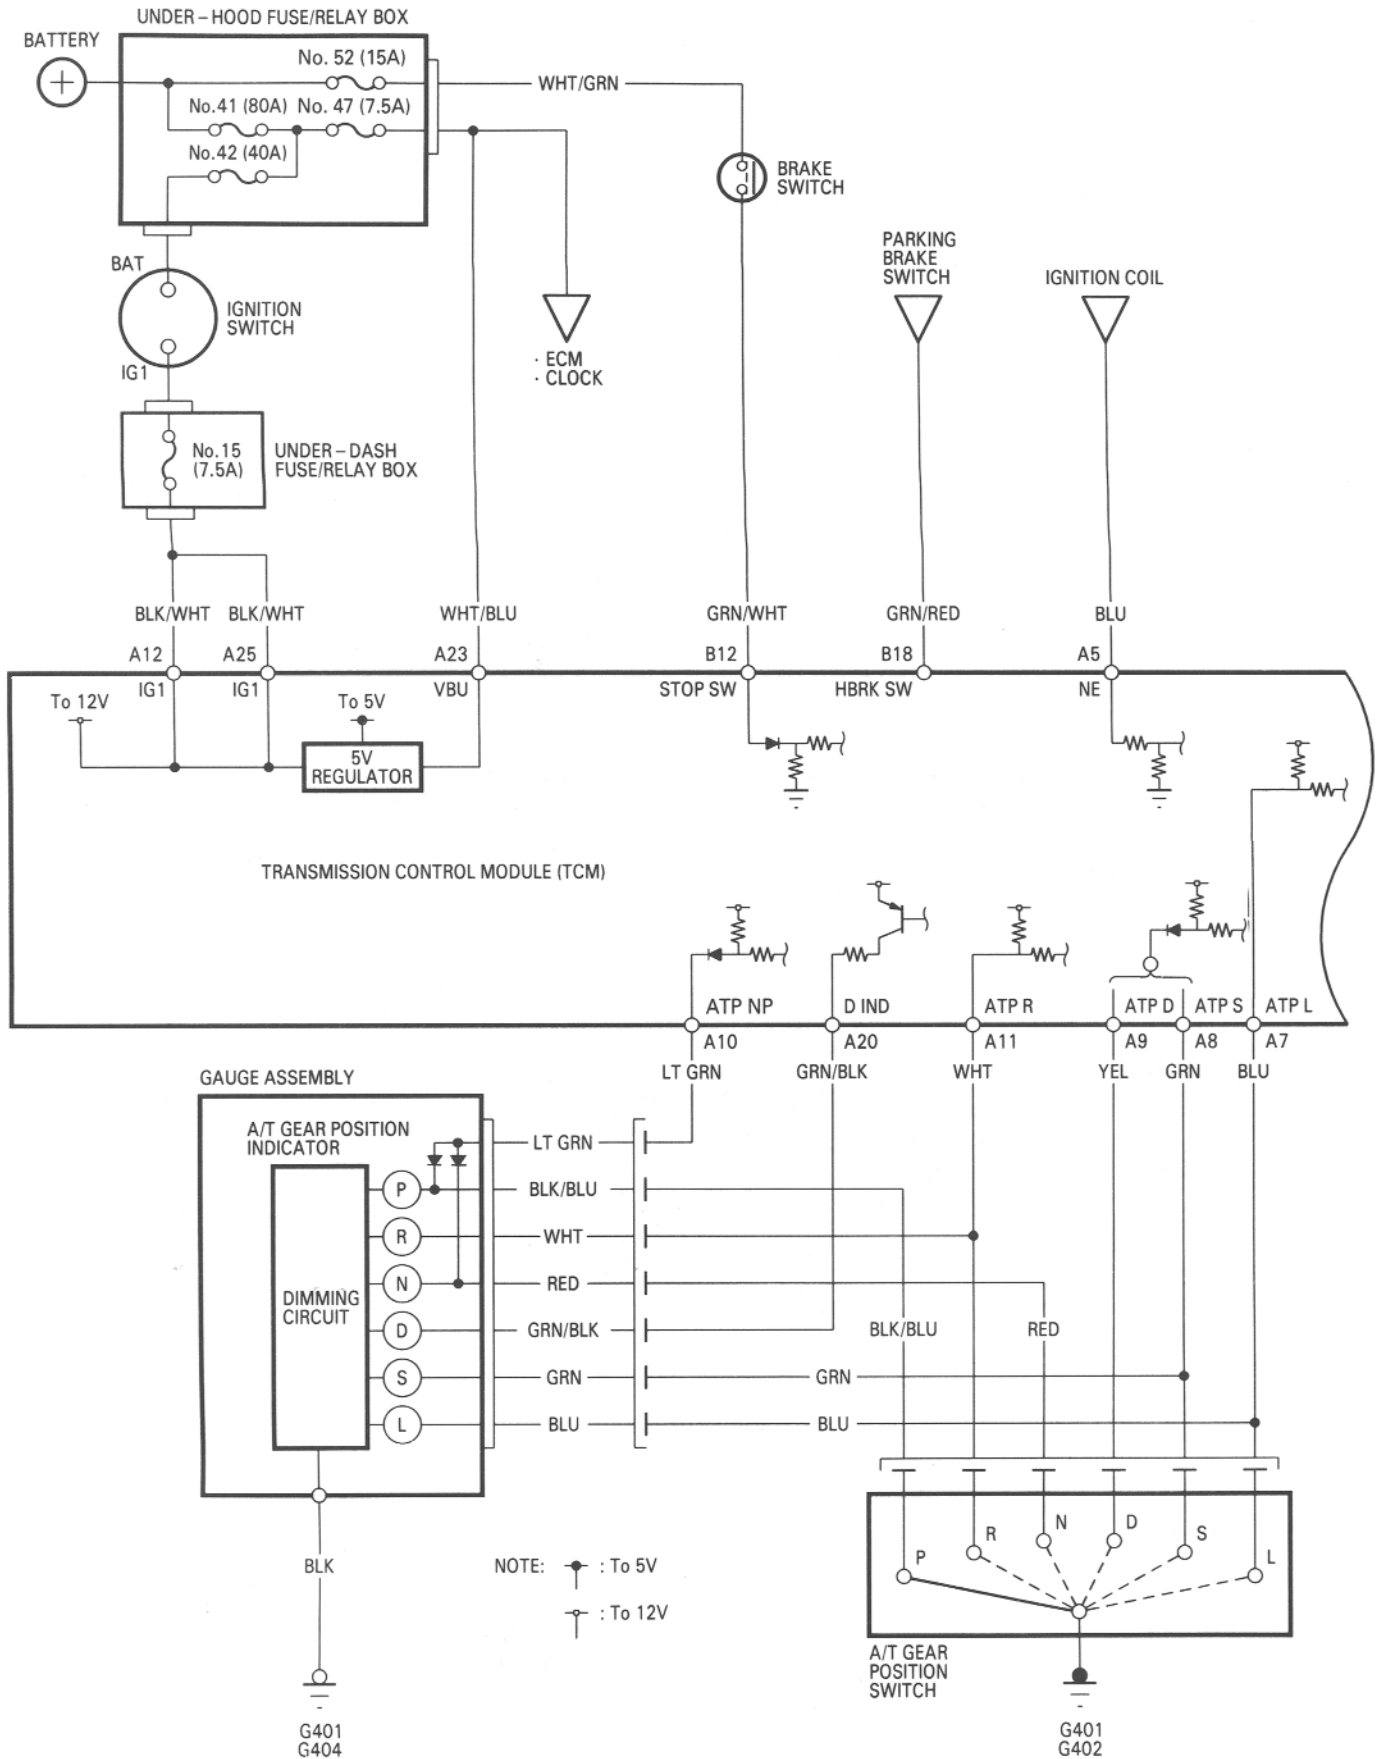 UNDER–HOOD FUSE/RELAY BOX
BATTERY
No. 52 (15A)
WHT/GRN
No.41 (80A) No. 47 (7.5A)
No.42 (40A)
BRAKE
SWITCH
PARKING
BRAKE
SWITCH
IGNITION COIL
BAT
IGNITION
SWITCH
IG1
· ECM
· CLOCK
No.15
(7.5A)
UNDER–DASH
FUSE/RELAY BOX
BLK/WHT BLK/WHT WHT/BLU GRN/WHT GRN/RED BLU
A12 A25 A23 B12 B18 A5
IG1 IG1 VBU STOP SW HBRK SW NE
To 12V To 5V
5V
REGULATOR
TRANSMISSION CONTROL MODULE (TCM)
ATP NP D IND ATP R ATP D ATP S ATP L
A10 A20 A11 A9 A8 A7
LT GRN GRN/BLK WHT YEL GRN BLU
GAUGE ASSEMBLY
A/T GEAR POSITION
INDICATOR
LT GRN
P BLK/BLU
R WHT
N RED
DIMMING
CIRCUIT
D GRN/BLK BLK/BLU RED
S GRN GRN
L BLU BLU
P R N D S L
BLK
NOTE: : To 5V
: To 12V
A/T GEAR
POSITION
SWITCH
G401
G404
G401
G402